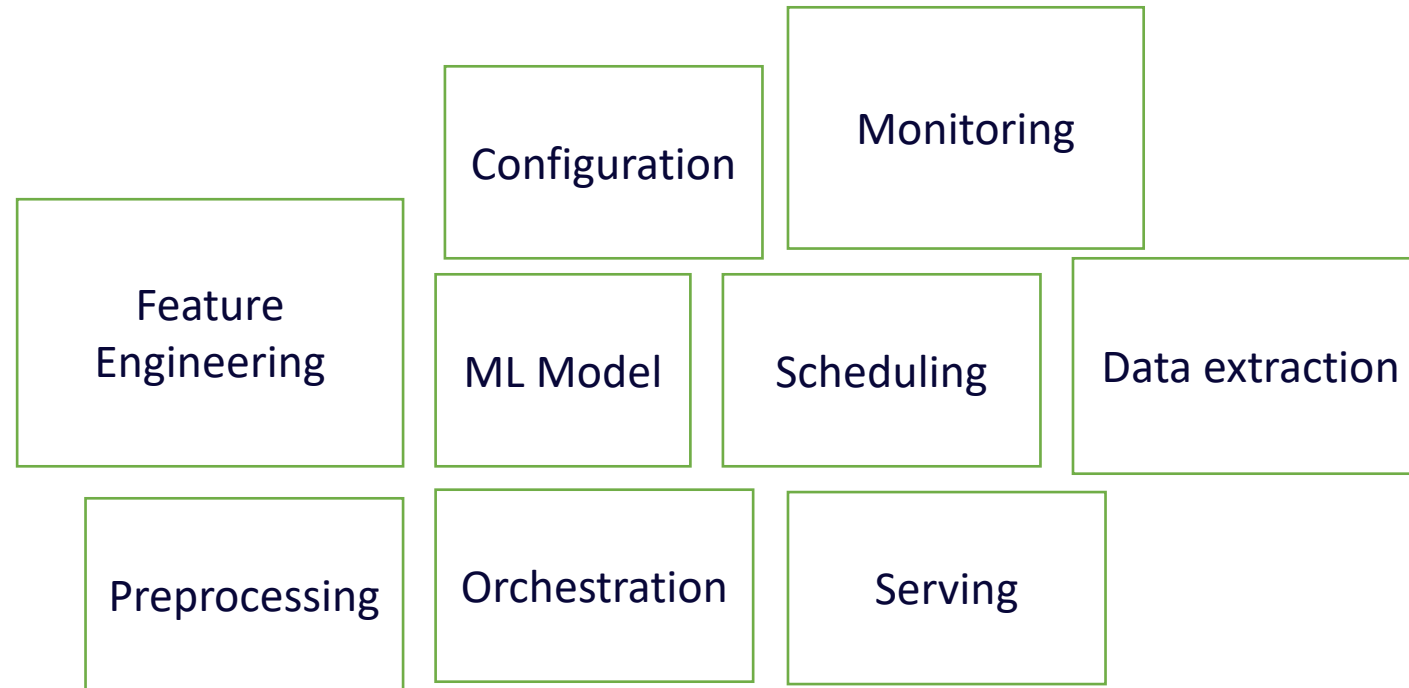 Monitoring
Configuration
Feature
Engineering
ML Model
Scheduling
Data extraction
Preprocessing
Orchestration
Serving